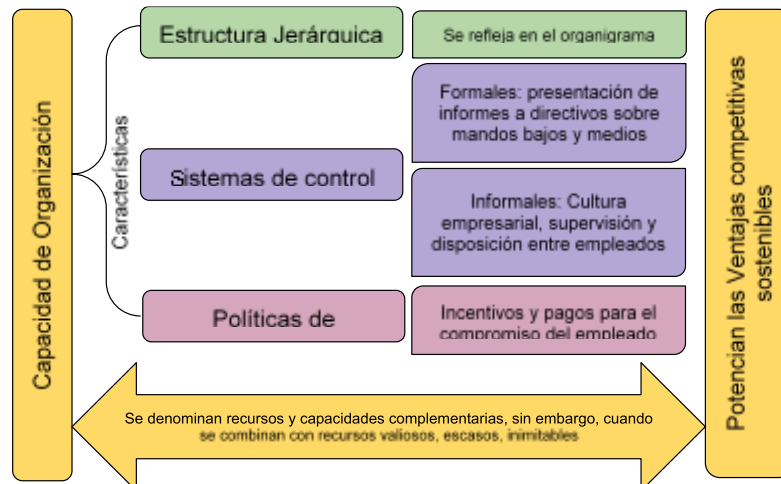 Capacidad de Organización
Características
Estructura Jerárquica
Se refleja en el organigrama
Sistemas de control
Formales: presentación de
informes a directivos sobre
mandos bajos y medios
Informales: Cultura
empresarial, supervisión y
disposición entre empleados
Políticas de
Incentivos y pagos para el
compromiso del empleado
Se denominan recursos y capacidades complementarias, sin embargo, cuando
se combinan con recursos valiosos, escasos, inimitables
Potencian las Ventajas competitivas
sostenibles